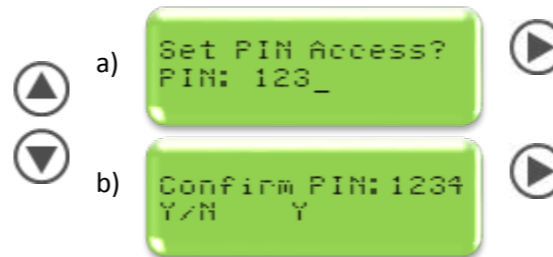 a)
Set PIN Access?
PIN: 123_
b)
Confirm PIN: 1234
Y/N Y